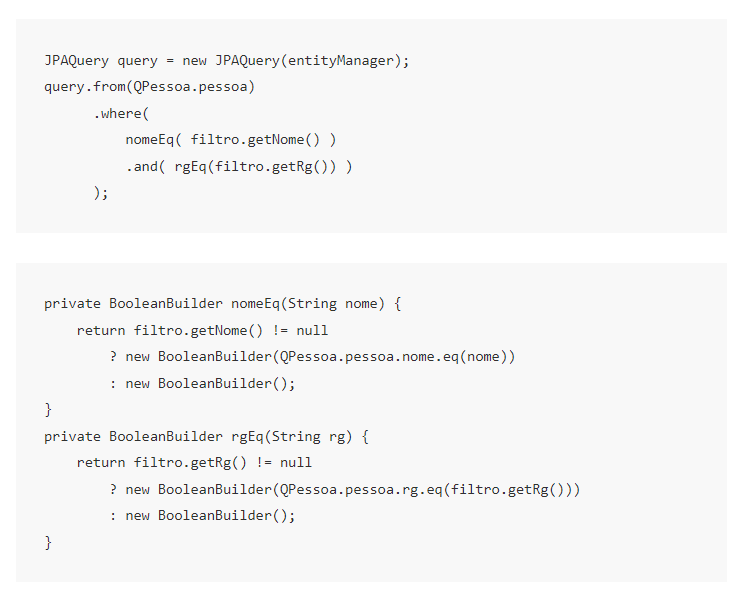 JPAQuery query = new JPAQuery(entityManager);
query.from(QPessoa.pessoa)
      .where(
          nomeEq( filtro.getNome() )
          .and( rgEq(filtro.getRg()) )
      );
private BooleanBuilder nomeEq(String nome) {
    return filtro.getNome() != null
        ? new BooleanBuilder(QPessoa.pessoa.nome.eq(nome))
        : new BooleanBuilder();
}
private BooleanBuilder rgEq(String rg) {
    return filtro.getRg() != null
        ? new BooleanBuilder(QPessoa.pessoa.rg.eq(filtro.getRg()))
        : new BooleanBuilder();
}